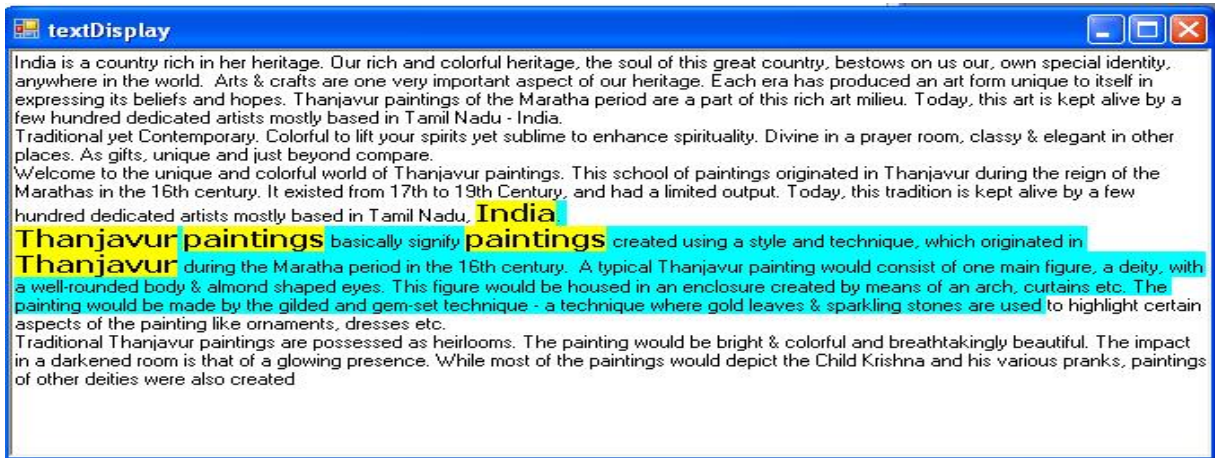 textDisplay
India is a country rich in her heritage. Our rich and colorful heritage, the soul of this great country, bestows on us our, own special identity,
anywhere in the world.  Arts & crafts are one very important aspect of our heritage. Each era has produced an art form unique to itself in
expressing its beliefs and hopes. Thanjavur paintings of the Maratha period are a part of this rich art milieu. Today, this art is kept alive by a
few hundred dedicated artists mostly based in Tamil Nadu - India.
Traditional yet Contemporary. Colorful to lift your spirits yet sublime to enhance spirituality. Divine in a prayer room, classy & elegant in other
places. As gifts, unique and just beyond compare.
Welcome to the unique and colorful world of Thanjavur paintings. This school of paintings originated in Thanjavur during the reign of the
Marathas in the 16th century. It existed from 17th to 19th Century, and had a limited output. Today, this tradition is kept alive by a few
hundred dedicated artists mostly based in Tamil Nadu, India.
Thanjavur paintings basically signify paintings created using a style and technique, which originated in
Thanjavur during the Maratha period in the 16th century.  A typical Thanjavur painting would consist of one main figure, a deity, with
a well-rounded body & almond shaped eyes. This figure would be housed in an enclosure created by means of an arch, curtains etc. The
painting would be made by the gilded and gem-set technique - a technique where gold leaves & sparkling stones are used to highlight certain
aspects of the painting like ornaments, dresses etc.
Traditional Thanjavur paintings are possessed as heirlooms. The painting would be bright & colorful and breathtakingly beautiful. The impact
in a darkened room is that of a glowing presence. While most of the paintings would depict the Child Krishna and his various pranks, paintings
of other deities were also created